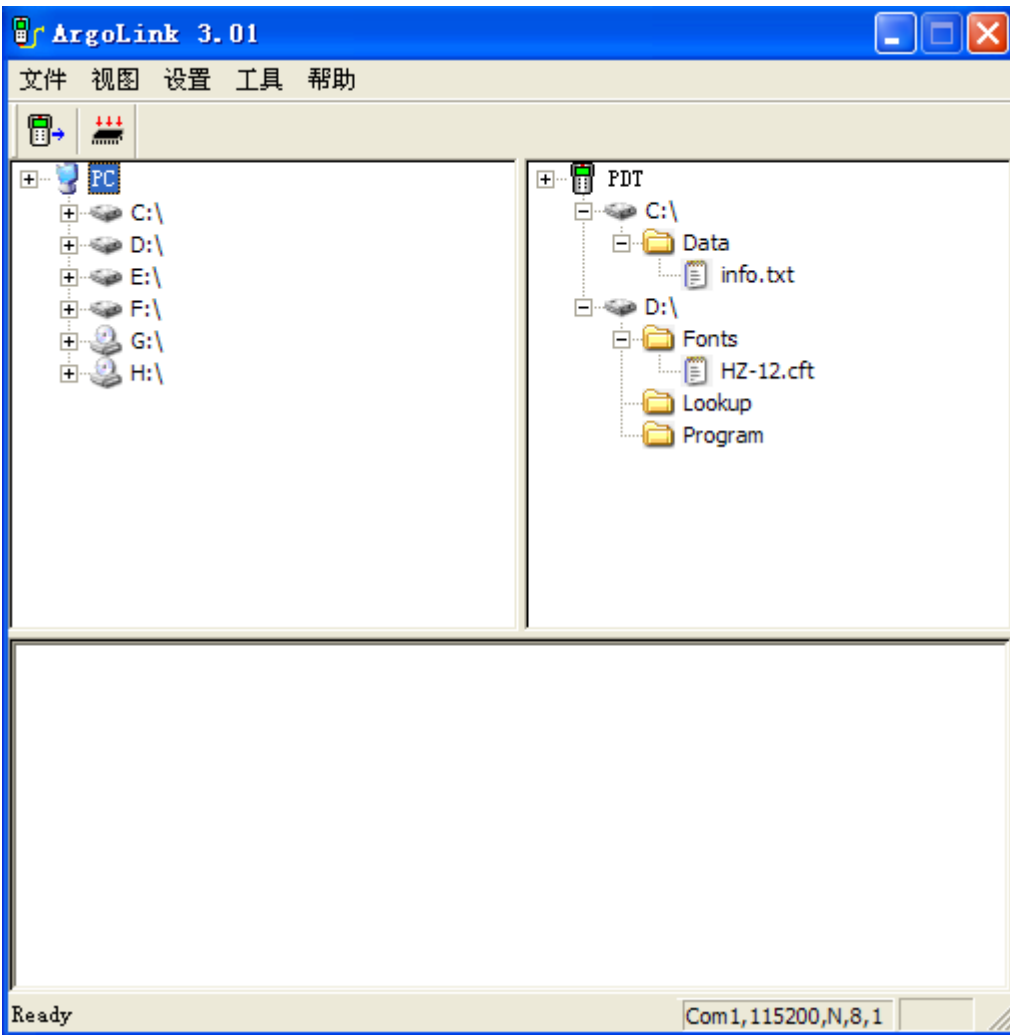 ArgoLink 3.01
文件 视图 设置 工具 帮助
PC
C:\
D:\
E:\
F:\
G:\
H:\
PDT
C:\
Data
info.txt
D:\
Fonts
HZ-12.cft
Lookup
Program
Ready
Com1,115200,N,8,1